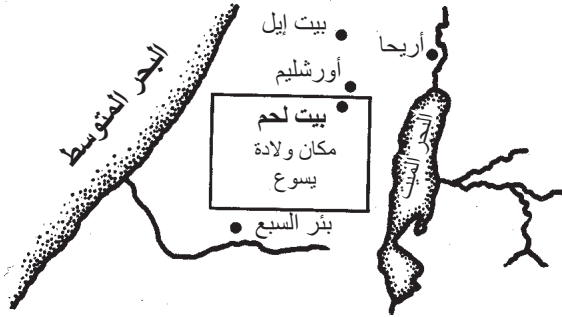 بيت إيل
أريحا
أورشليم
البحر المتوسط
بيت لحم
مكان ولادة
يسوع
البحر الميت
بئر السبع